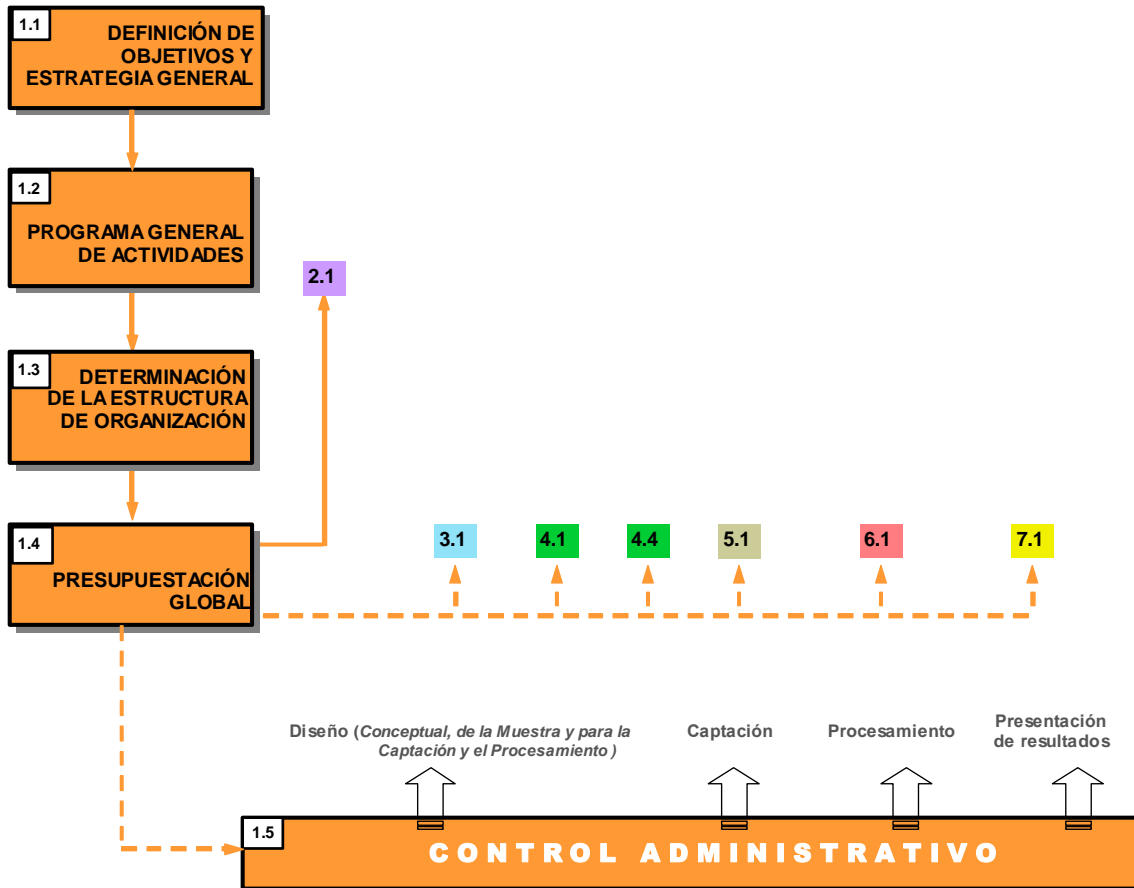 1.1
DEFINICIÓN DE
OBJETIVOS Y
ESTRATEGIA GENERAL
1.2
PROGRAMA GENERAL
DE ACTIVIDADES
2.1
1.3
DETERMINACIÓN
DE LA ESTRUCTURA
DE ORGANIZACIÓN
1.4
PRESUPUESTACIÓN
GLOBAL
3.1
4.1
4.4
5.1
6.1
7.1
Diseño (Conceptual, de la Muestra y para la
Captación y el Procesamiento)
Captación
Procesamiento
Presentación
de resultados
1.5
CONTROL ADMINISTRATIVO